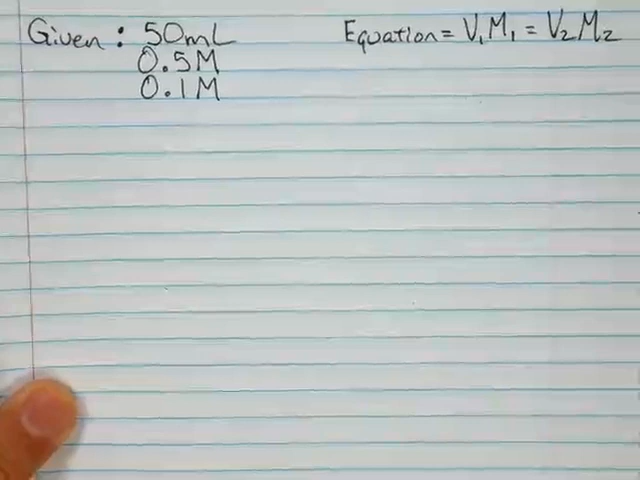 Given: 50mL
0.5M
0.1M
Equation = V₁M₁ = V₂M₂